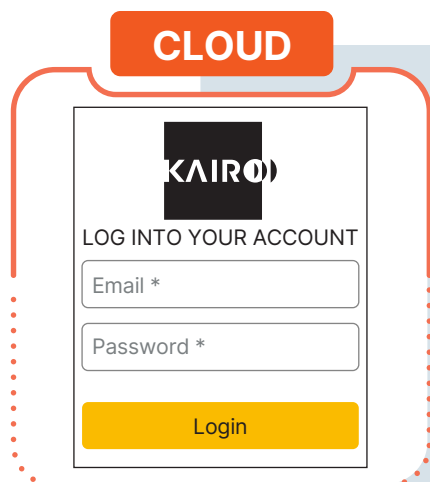 CLOUD
KAIRO
LOG INTO YOUR ACCOUNT
Email *
Password *
Login